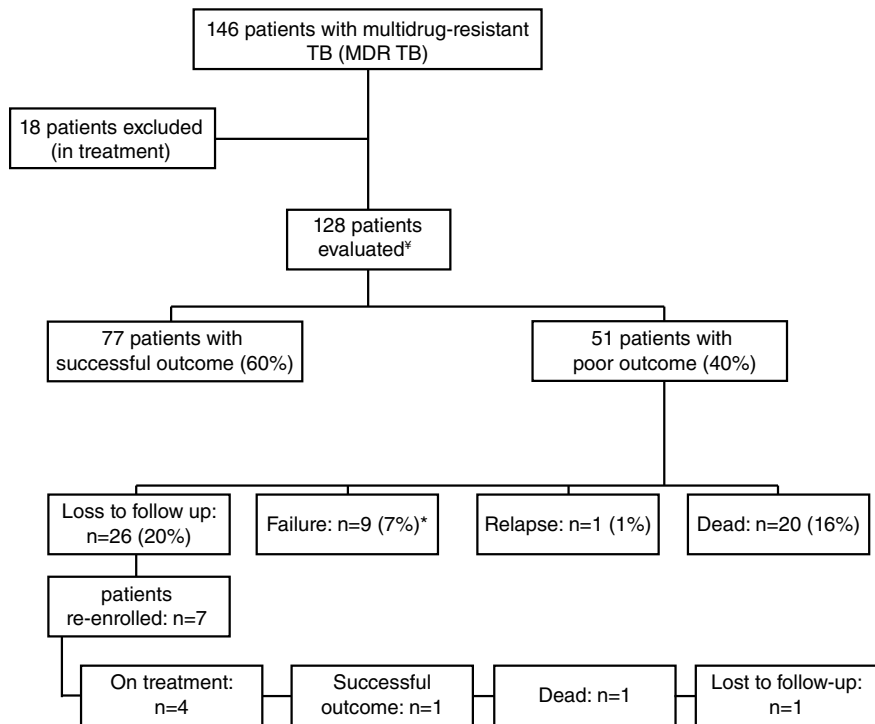 146 patients with multidrug-resistant
TB (MDR TB)
18 patients excluded
(in treatment)
128 patients
evaluated¥
77 patients with
successful outcome (60%)
51 patients with
poor outcome (40%)
Loss to follow up:
n=26 (20%)
Failure: n=9 (7%)*
Relapse: n=1 (1%)
Dead: n=20 (16%)
patients
re-enrolled: n=7
On treatment:
n=4
Successful
outcome: n=1
Dead: n=1
Lost to follow-up:
n=1